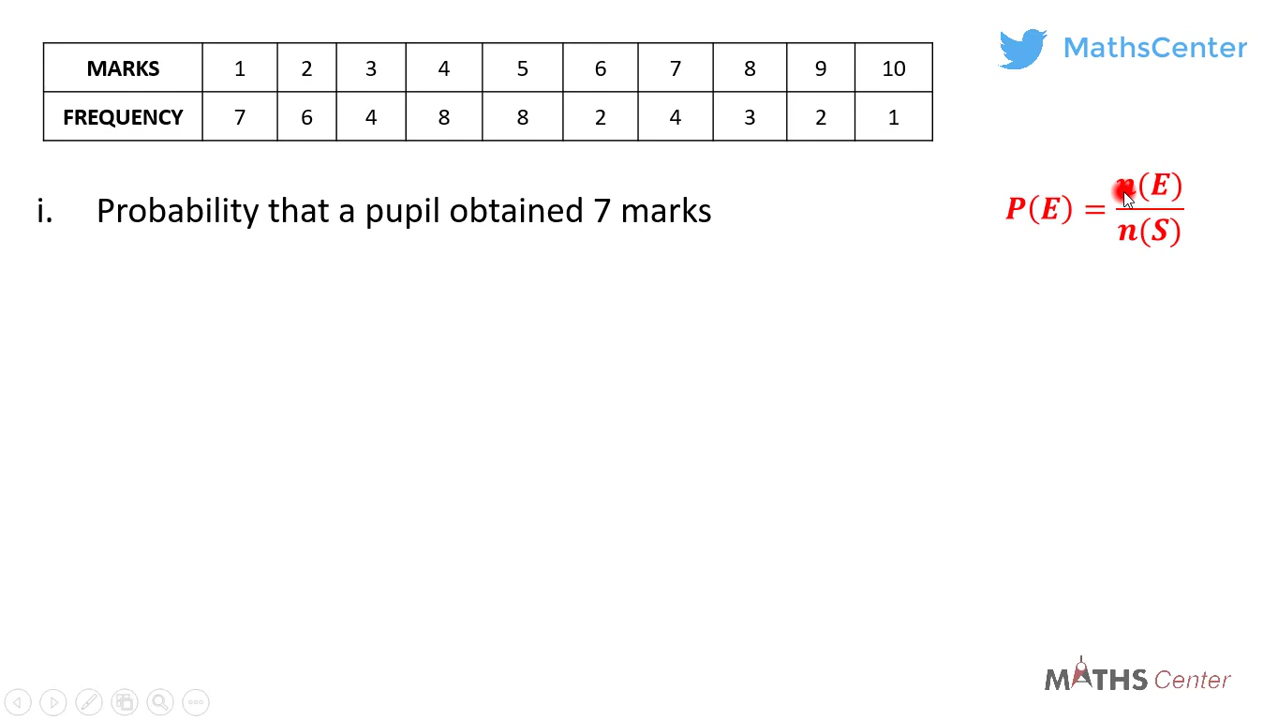 MathsCenter
MARKS 1 2 3 4 5 6 7 8 9 10
FREQUENCY 7 6 4 8 8 2 4 3 2 1
i. Probability that a pupil obtained 7 marks
P(E) = n(E)
n(S)
MATHS Center